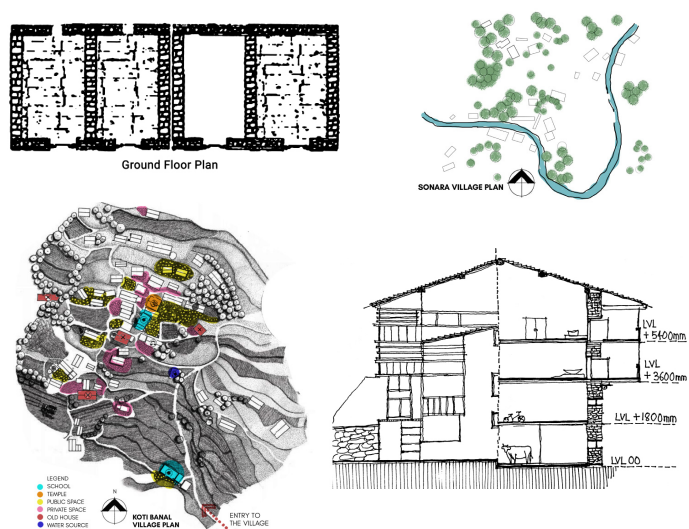 Ground Floor Plan
SONARA VILLAGE PLAN
LVL
+5400mm
LVL
+3600mm
LVL +1800mm
LVL 00
LEGEND
SCHOOL
TEMPLE
PUBLIC SPACE
PRIVATE SPACE
OLD HOUSE
WATER SOURCE
N
KOTI BANAL
VILLAGE PLAN
ENTRY TO
THE VILLAGE